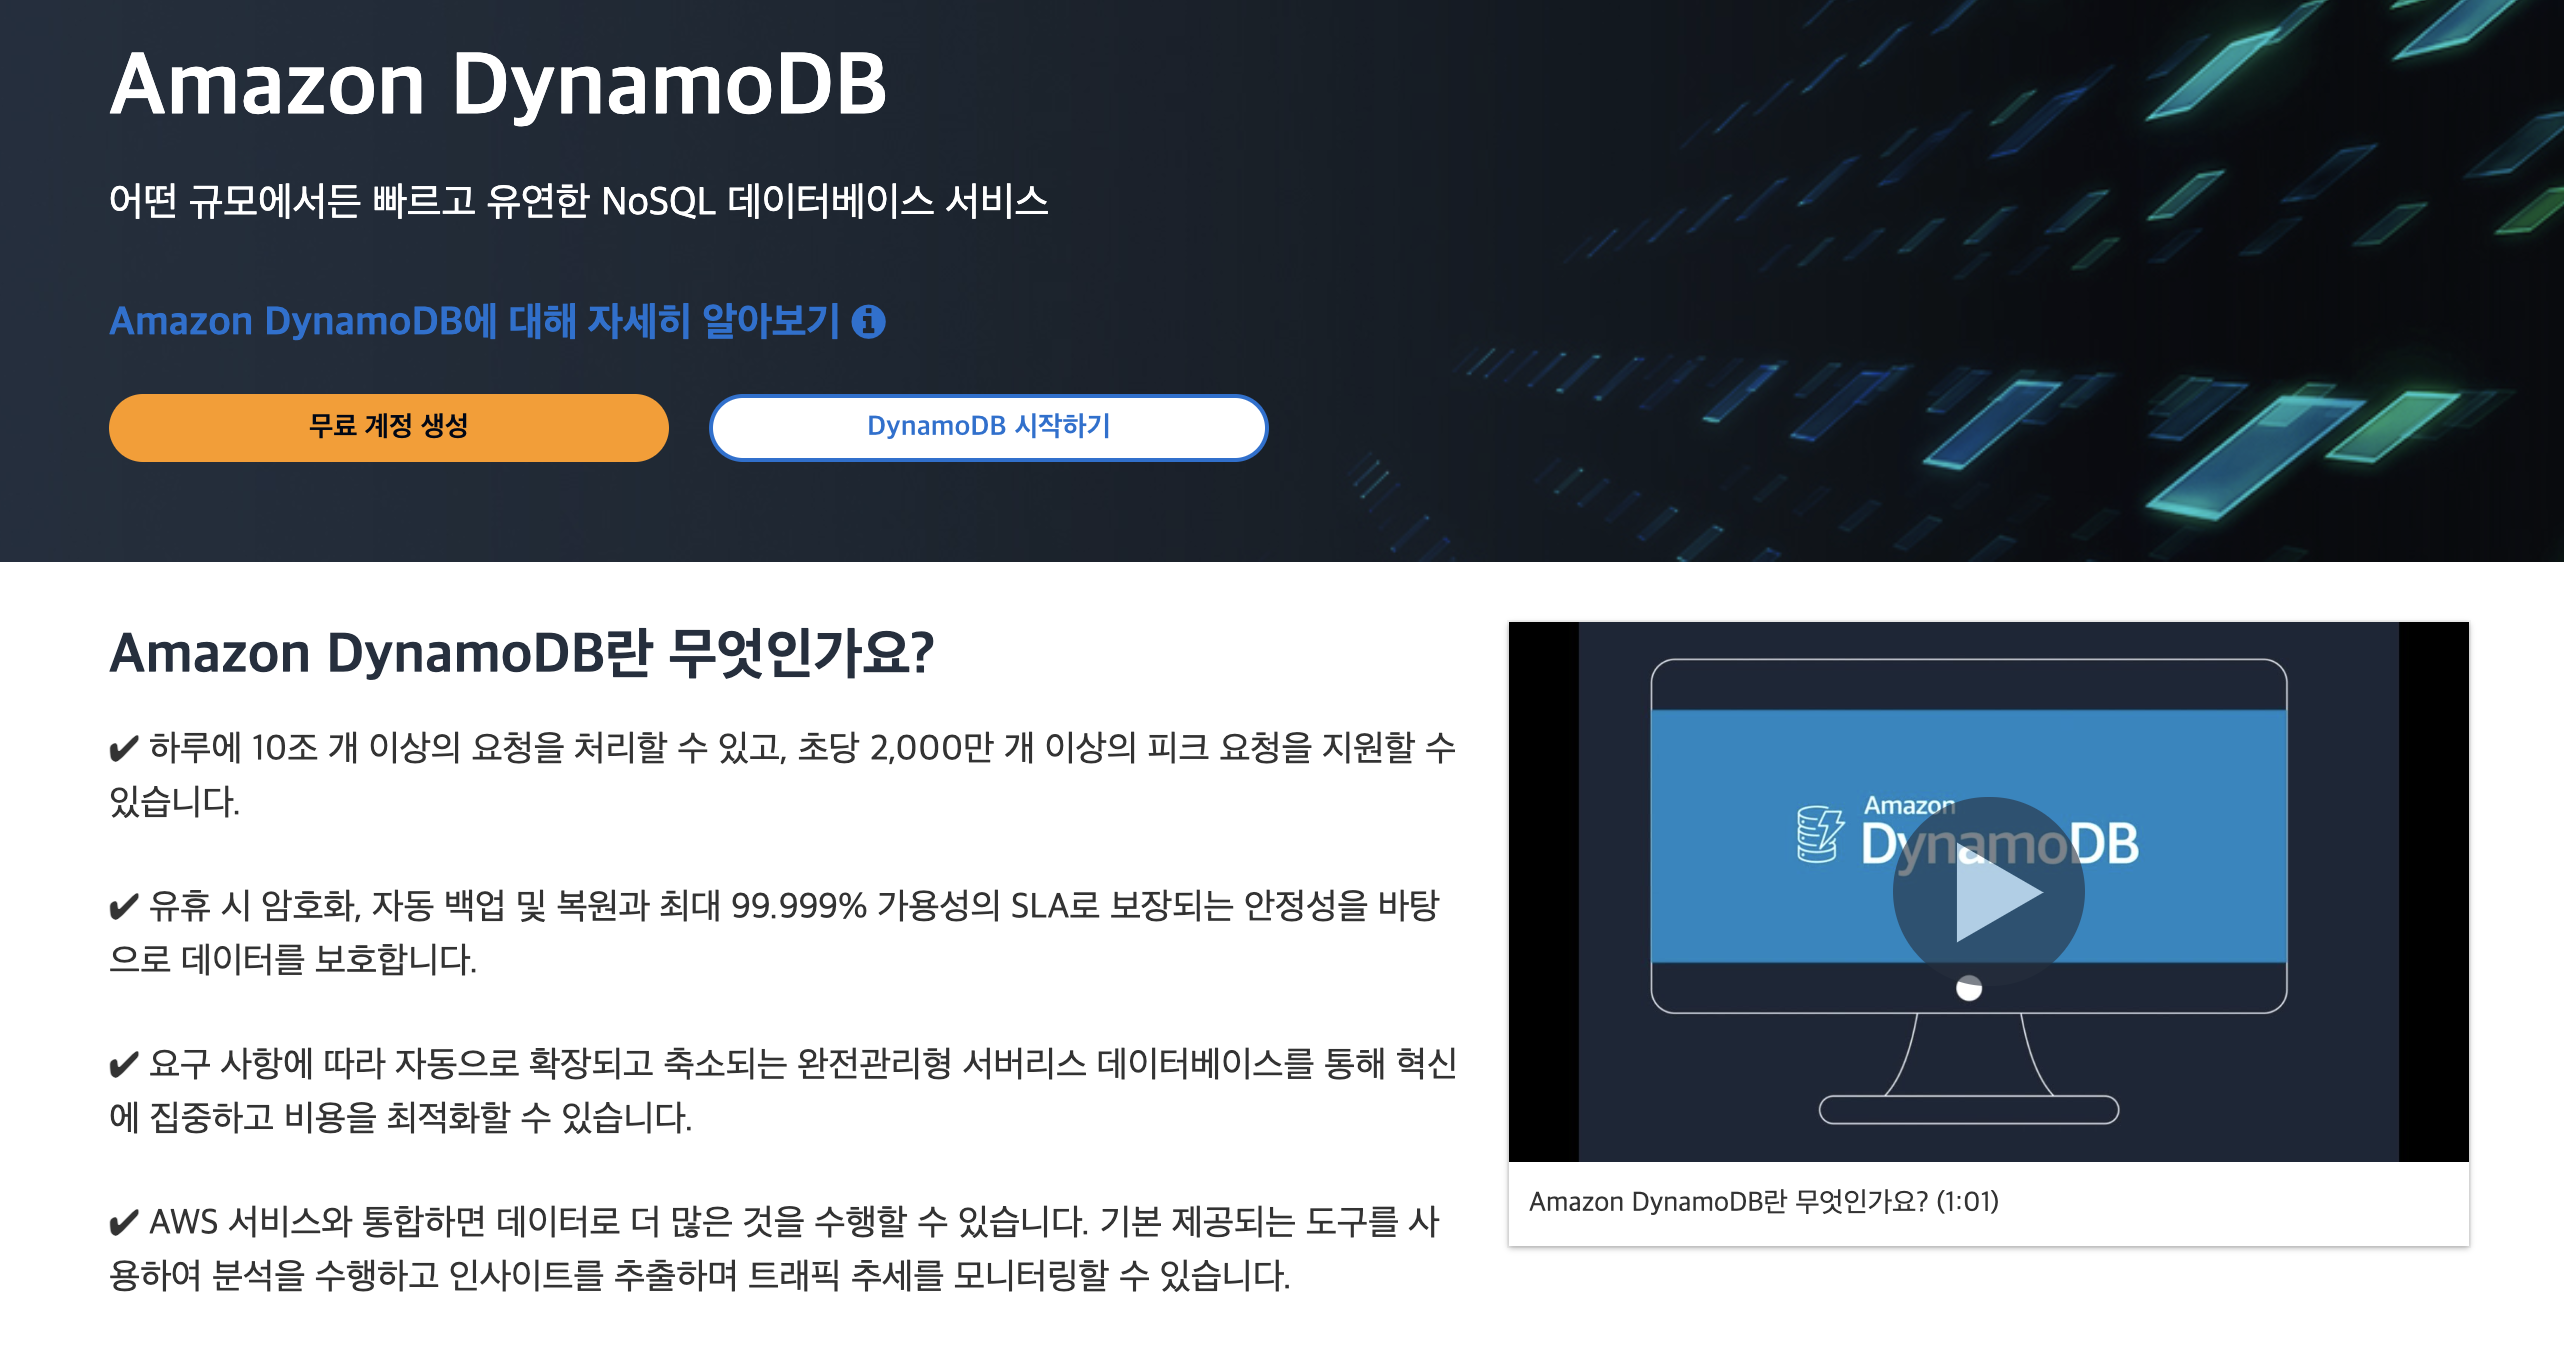 Amazon DynamoDB
어떤 규모에서든 빠르고 유연한 NoSQL 데이터베이스 서비스
Amazon DynamoDB에 대해 자세히 알아보기
무료 계정 생성
DynamoDB 시작하기
Amazon DynamoDB란 무엇인가요?
✔ 하루에 10조 개 이상의 요청을 처리할 수 있고, 초당 2,000만 개 이상의 피크 요청을 지원할 수
있습니다.
✔ 유휴 시 암호화, 자동 백업 및 복원과 최대 99.999% 가용성의 SLA로 보장되는 안정성을 바탕
으로 데이터를 보호합니다.
✔ 요구 사항에 따라 자동으로 확장되고 축소되는 완전관리형 서버리스 데이터베이스를 통해 혁신
에 집중하고 비용을 최적화할 수 있습니다.
✔ AWS 서비스와 통합하면 데이터로 더 많은 것을 수행할 수 있습니다. 기본 제공되는 도구를 사
용하여 분석을 수행하고 인사이트를 추출하며 트래픽 추세를 모니터링할 수 있습니다.
Amazon
DynamoDB
Amazon DynamoDB란 무엇인가요? (1:01)